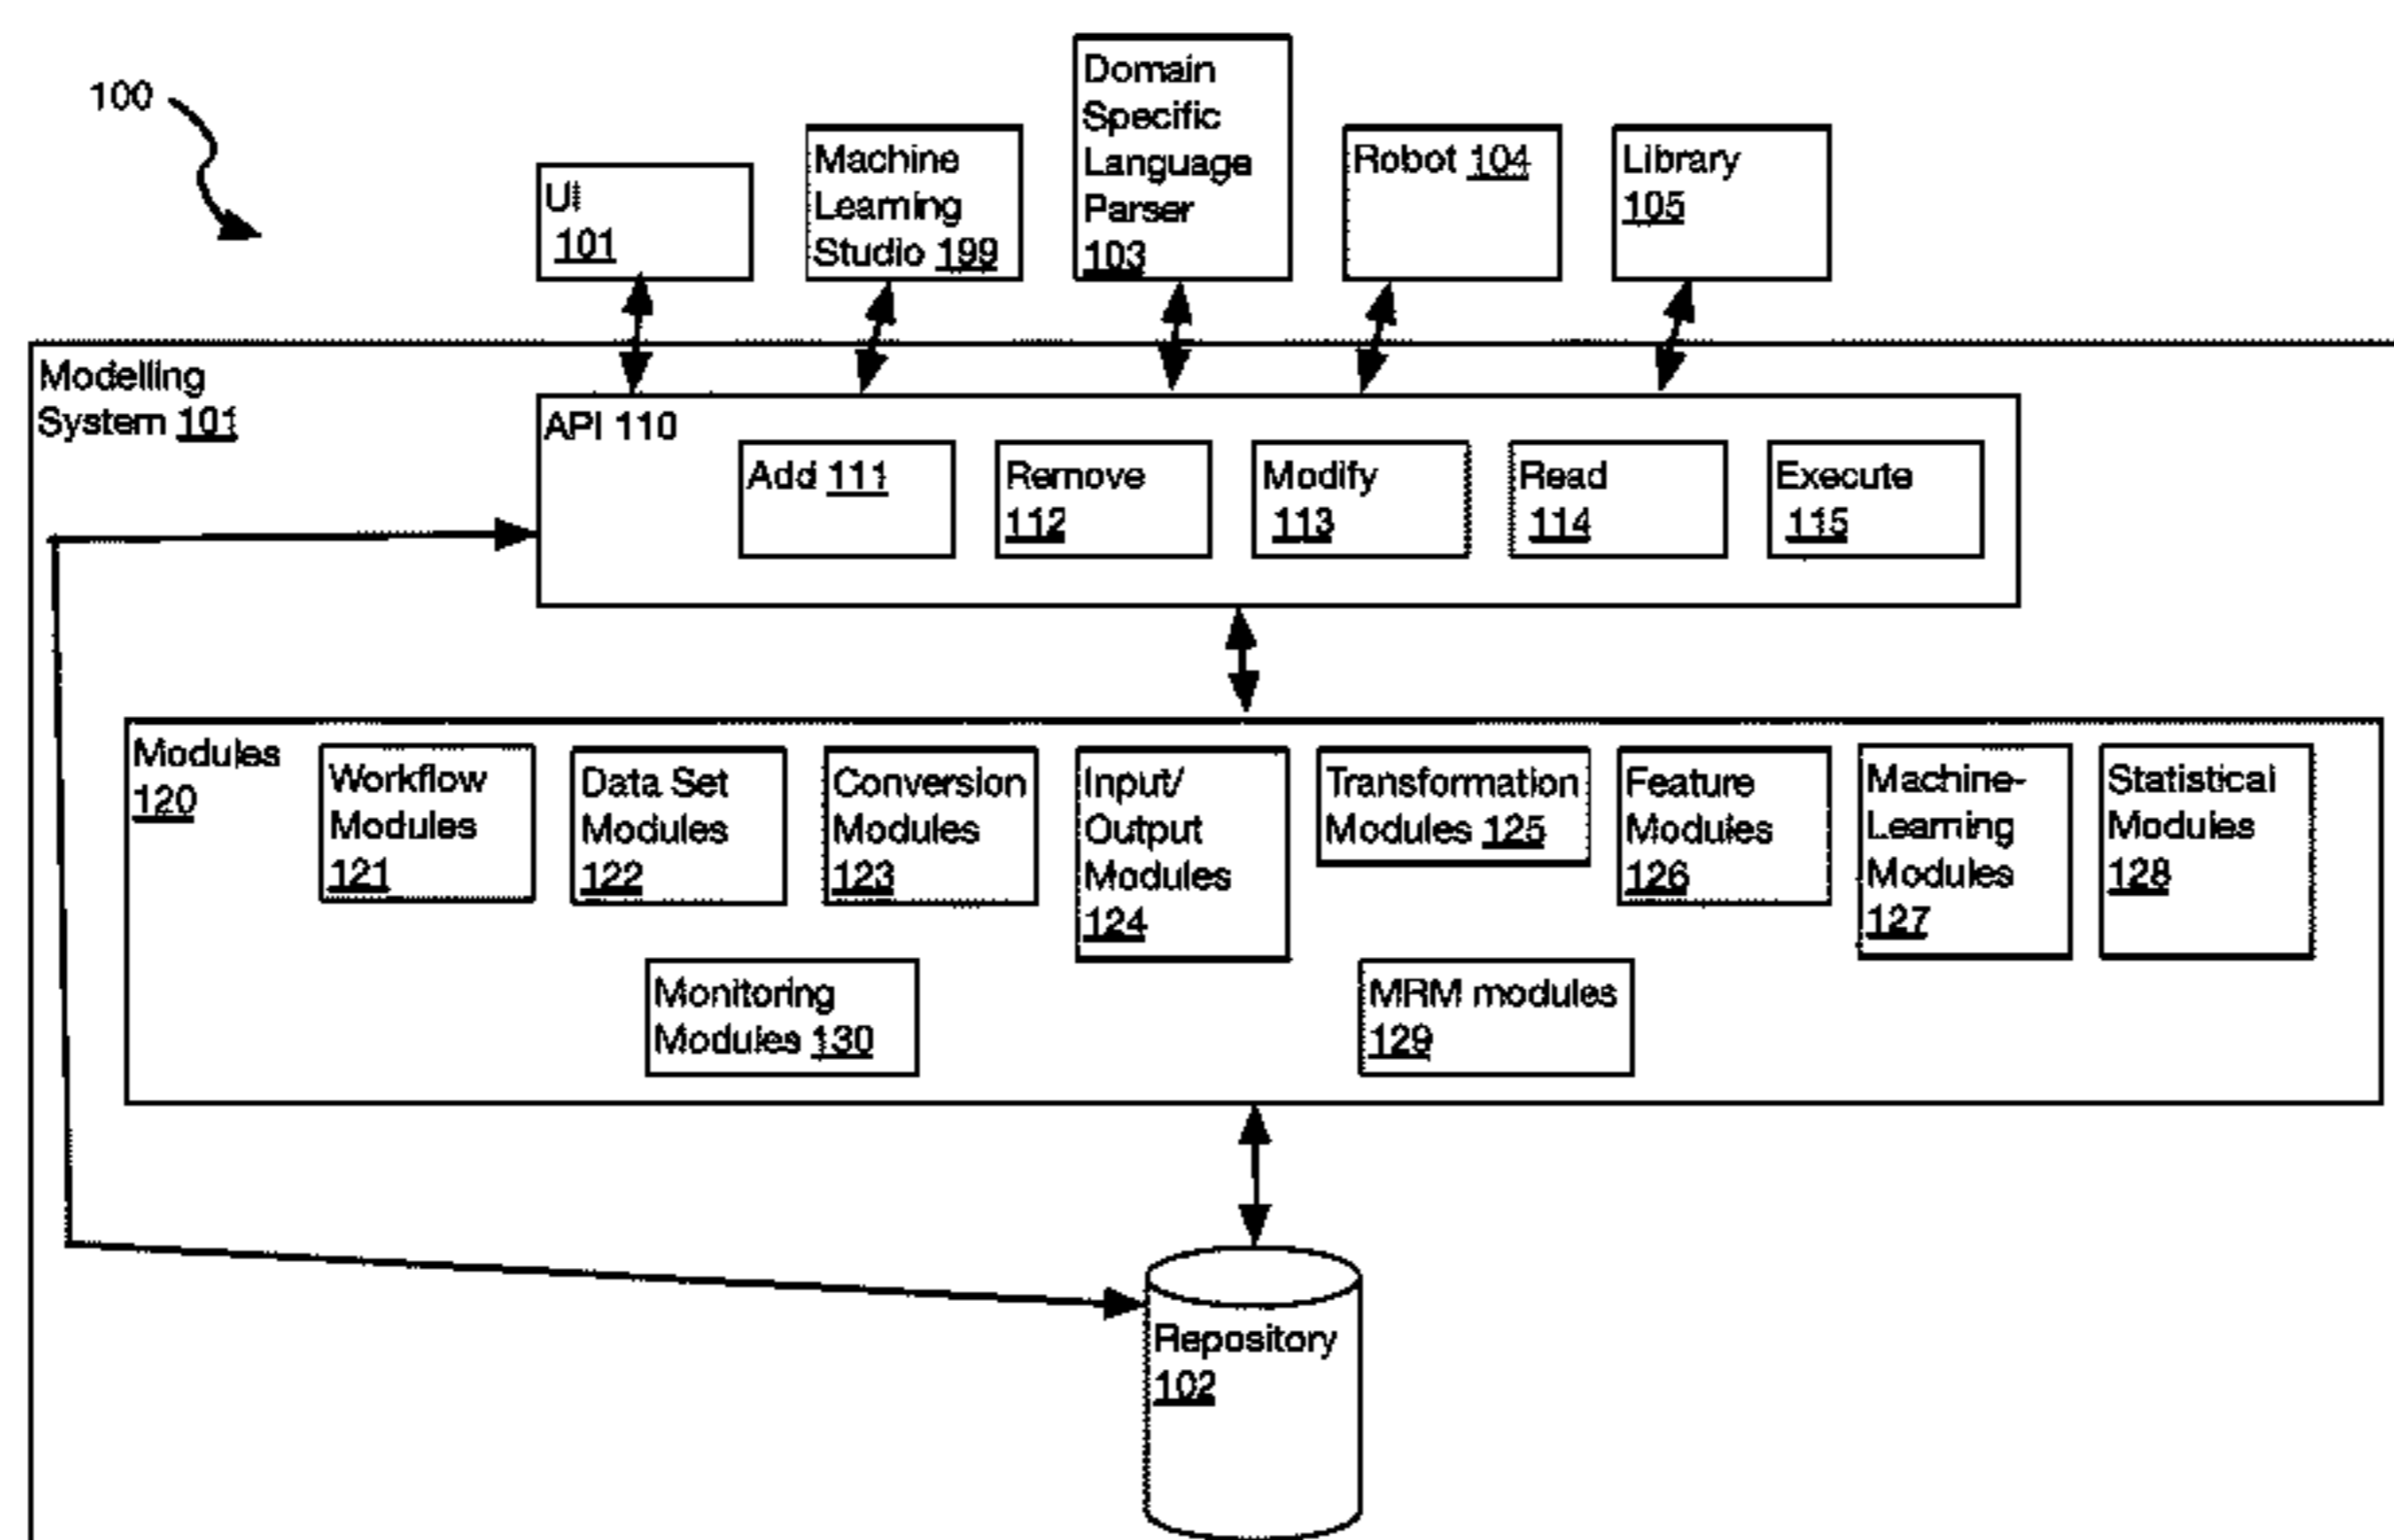 100
UI
101
Machine
Learning
Studio 199
Domain
Specific
Language
Parser
103
Robot 104
Library
105
Modelling
System 101
API 110
Add 111
Remove
112
Modify
113
Read
114
Execute
115
Modules
120
Workflow
Modules
121
Data Set
Modules
122
Conversion
Modules
123
Input/
Output
Modules
124
Transformation
Modules 125
Feature
Modules
126
Machine-
Learning
Modules
127
Statistical
Modules
128
Monitoring
Modules 130
MRM modules
129
Repository
102